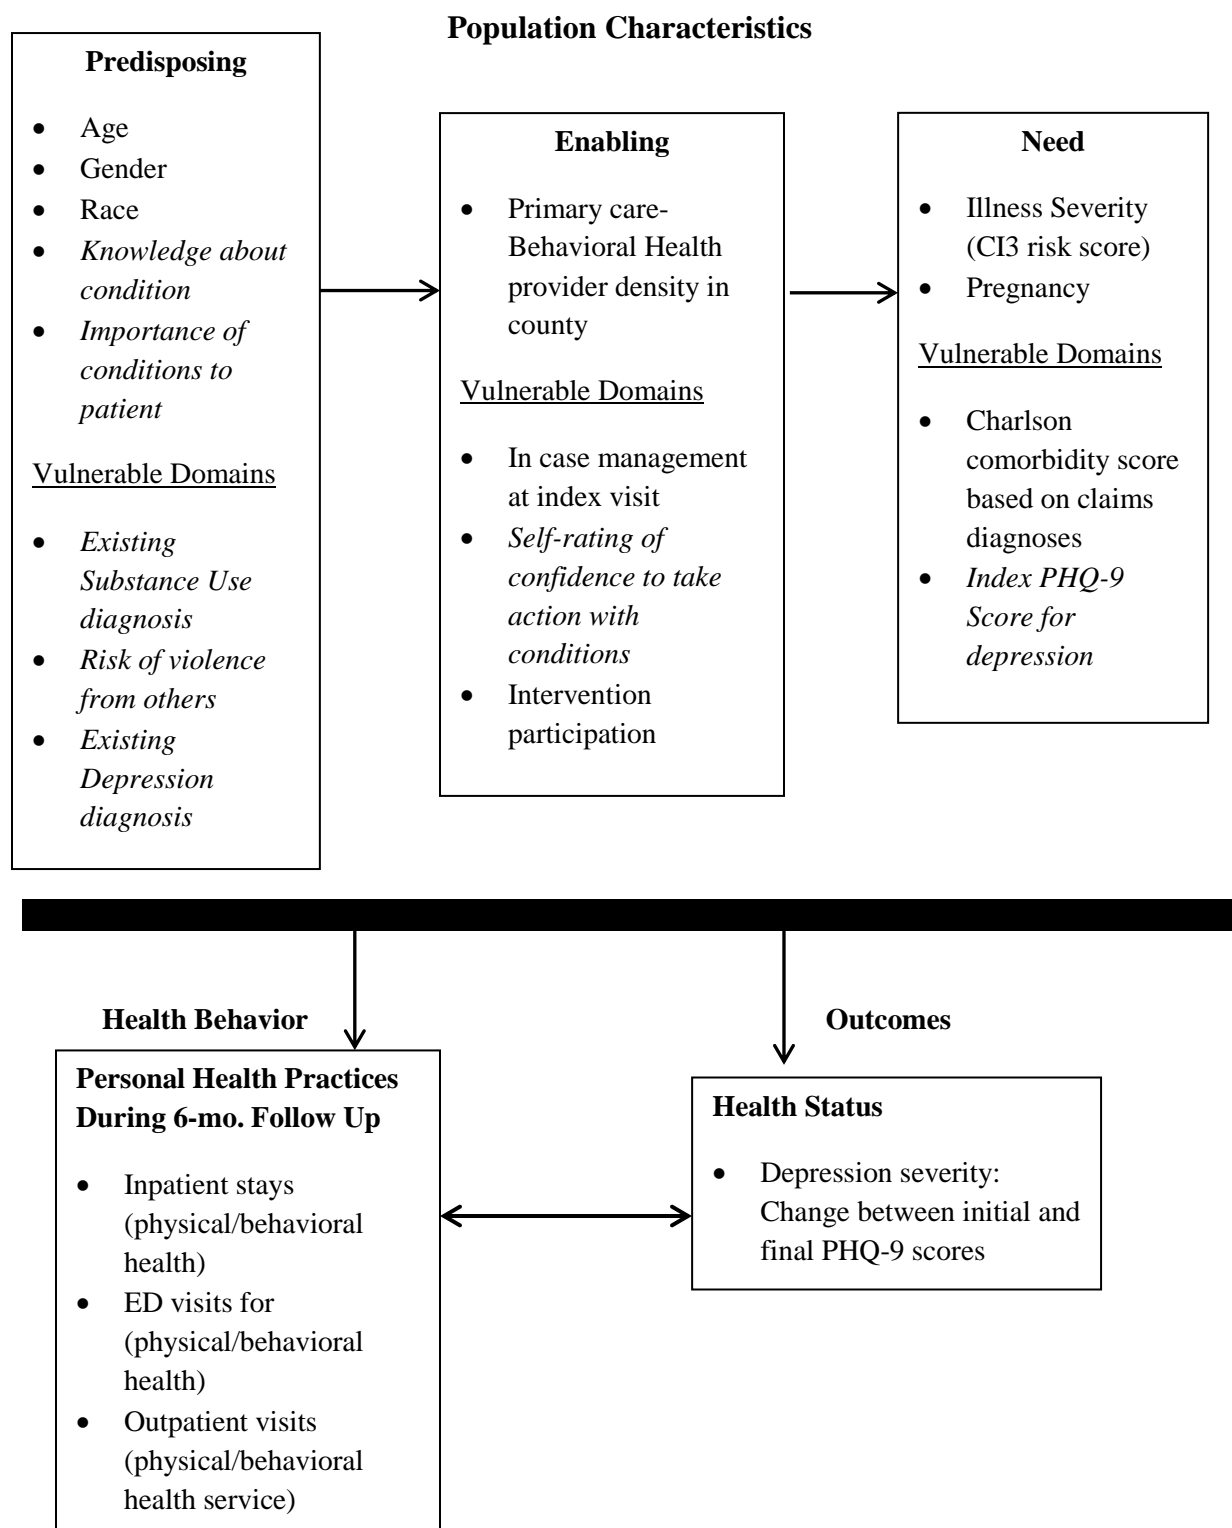 Population Characteristics
Predisposing
• Age
• Gender
• Race
• Knowledge about
condition
• Importance of
conditions to
patient
Vulnerable Domains
• Existing
Substance Use
diagnosis
• Risk of violence
from others
• Existing
Depression
diagnosis
Enabling
• Primary care-
Behavioral Health
provider density in
county
Vulnerable Domains
• In case management
at index visit
• Self-rating of
confidence to take
action with
conditions
• Intervention
participation
Need
• Illness Severity
(CI3 risk score)
• Pregnancy
Vulnerable Domains
• Charlson
comorbidity score
based on claims
diagnoses
• Index PHQ-9
Score for
depression
Health Behavior
Personal Health Practices
During 6-mo. Follow Up
• Inpatient stays
(physical/behavioral
health)
• ED visits for
(physical/behavioral
health)
• Outpatient visits
(physical/behavioral
health service)
Outcomes
Health Status
• Depression severity:
Change between initial and
final PHQ-9 scores